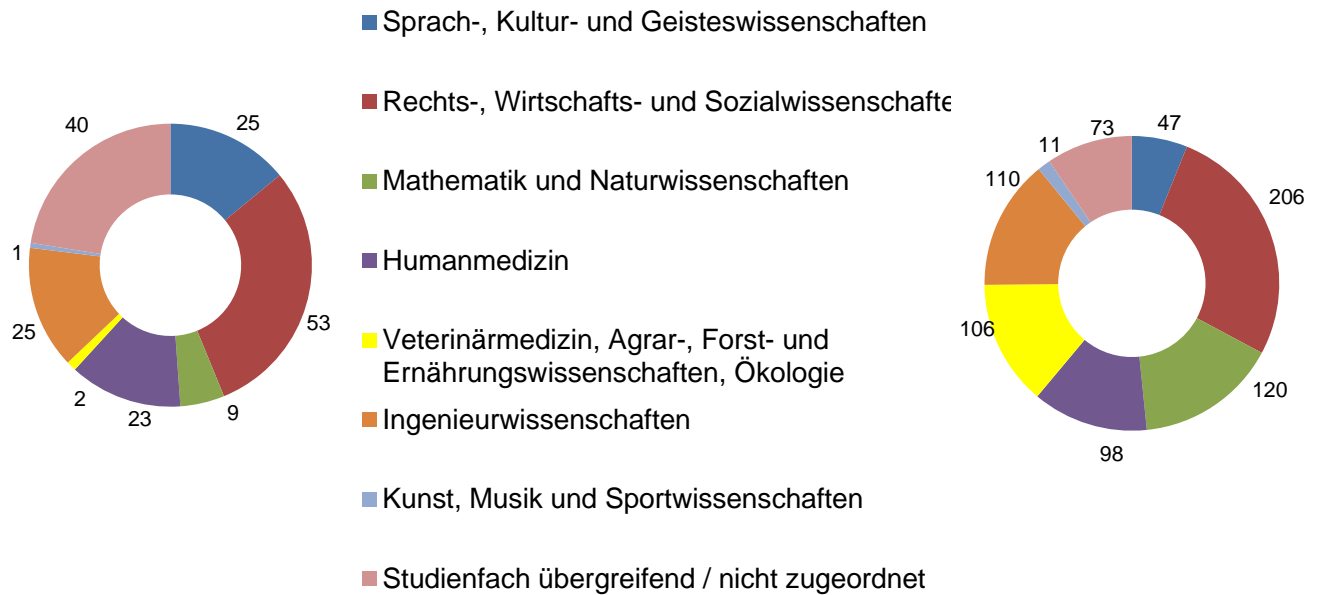 40
25
1
53
25
2
23
9
Sprach-, Kultur- und Geisteswissenschaften
Rechts-, Wirtschafts- und Sozialwissenschafte
Mathematik und Naturwissenschaften
Humanmedizin
Veterinärmedizin, Agrar-, Forst- und
Ernährungswissenschaften, Ökologie
Ingenieurwissenschaften
Kunst, Musik und Sportwissenschaften
Studienfach übergreifend / nicht zugeordnet
47
73
11
110
206
106
120
98